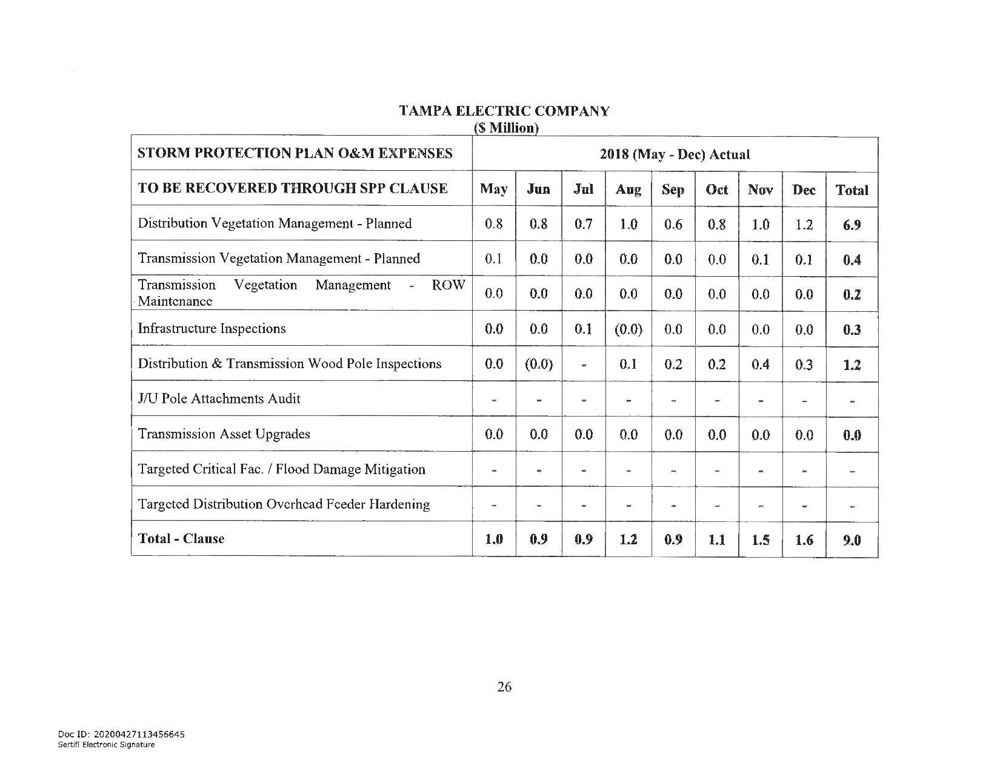 TAMPA ELECTRIC COMPANY
($ Million)
STORM PROTECTION PLAN O&M EXPENSES 2018 (May - Dec) Actual
TO BE RECOVERED THROUGH SPP CLAUSE May Jun Jul Aug Sep Oct Nov Dec Total
Distribution Vegetation Management - Planned 0.8 0.8 0.7 1.0 0.6 0.8 1.0 1.2 6.9
Transmission Vegetation Management - Planned 0.1 0.0 0.0 0.0 0.0 0.0 0.1 0.1 0.4
Transmission Vegetation Management - ROW
Maintenance 0.0 0.0 0.0 0.0 0.0 0.0 0.0 0.0 0.2
Infrastructure Inspections 0.0 0.0 0.1 (0.0) 0.0 0.0 0.0 0.0 0.3
Distribution & Transmission Wood Pole Inspections 0.0 (0.0) - 0.1 0.2 0.2 0.4 0.3 1.2
J/U Pole Attachments Audit - - - - - - - - -
Transmission Asset Upgrades 0.0 0.0 0.0 0.0 0.0 0.0 0.0 0.0 0.0
Targeted Critical Fac. / Flood Damage Mitigation - - - - - - - - -
Targeted Distribution Overhead Feeder Hardening - - - - - - - - -
Total - Clause 1.0 0.9 0.9 1.2 0.9 1.1 1.5 1.6 9.0
26
Doc ID: 20200427113456645
Sertifi Electronic Signature